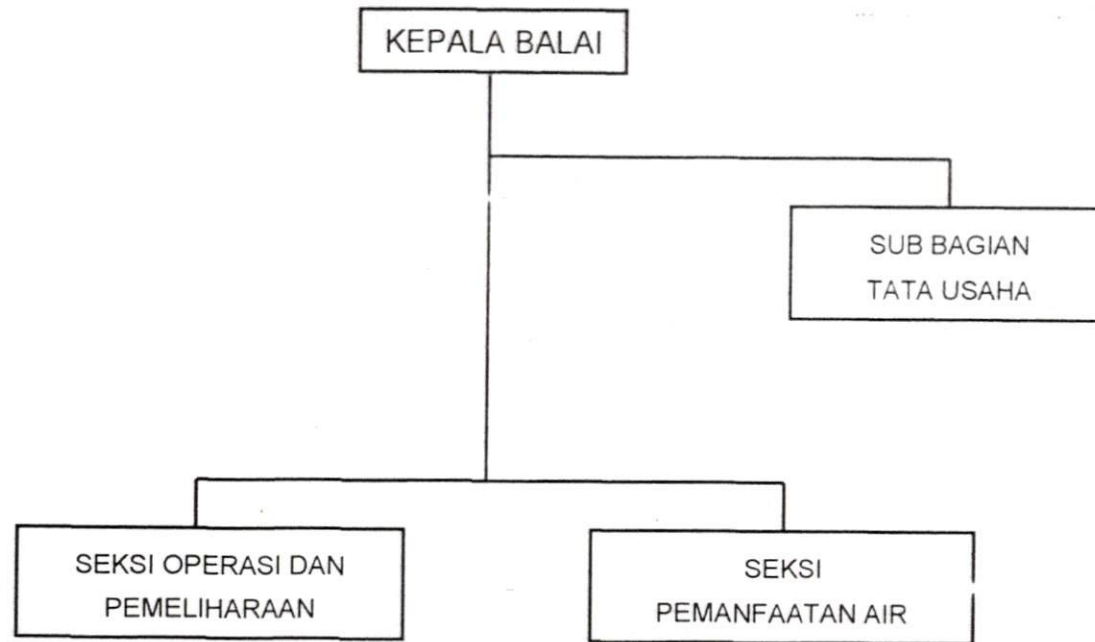 KEPALA BALAI
SUB BAGIAN
TATA USAHA
SEKSI OPERASI DAN
PEMELIHARAAN
SEKSI
PEMANFAATAN AIR